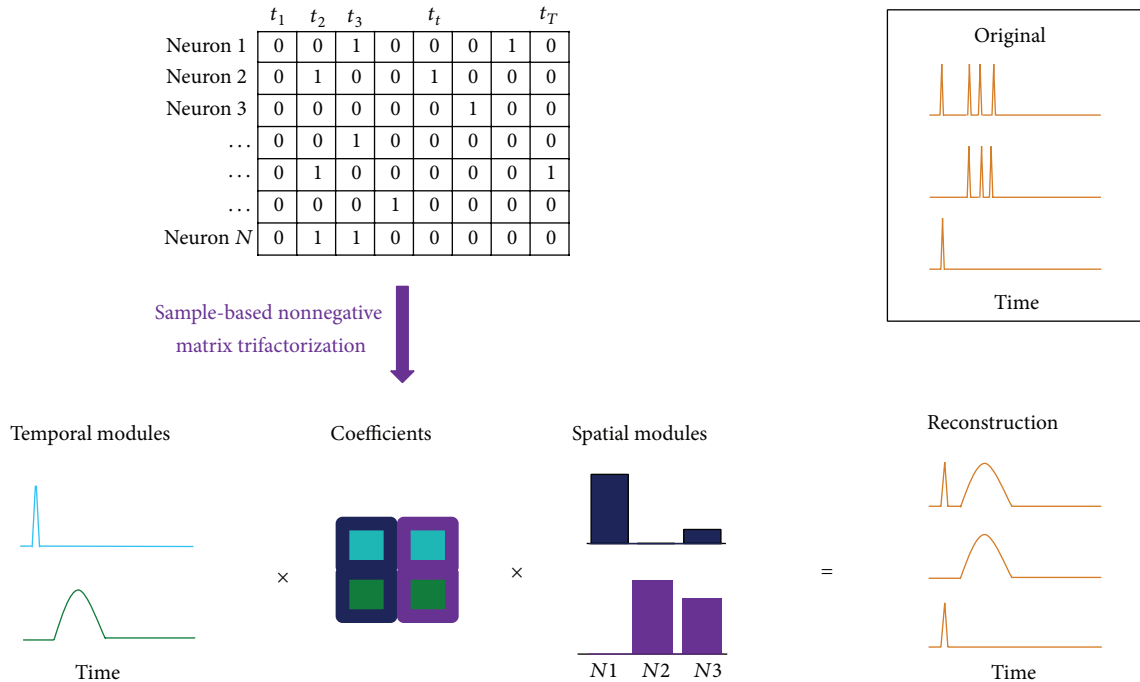 t1 t2 t3 tt tT
Neuron 1 0 0 1 0 0 0 1 0
Neuron 2 0 1 0 0 1 0 0 0
Neuron 3 0 0 0 0 0 1 0 0
... 0 0 1 0 0 0 0 0
... 0 1 0 0 0 0 0 1
... 0 0 0 1 0 0 0 0
Neuron N 0 1 1 0 0 0 0 0
Original
Time
Sample-based nonnegative
matrix trifactorization
Temporal modules
Coefficients
Spatial modules
Reconstruction
× × =
N1 N2 N3
Time
Time